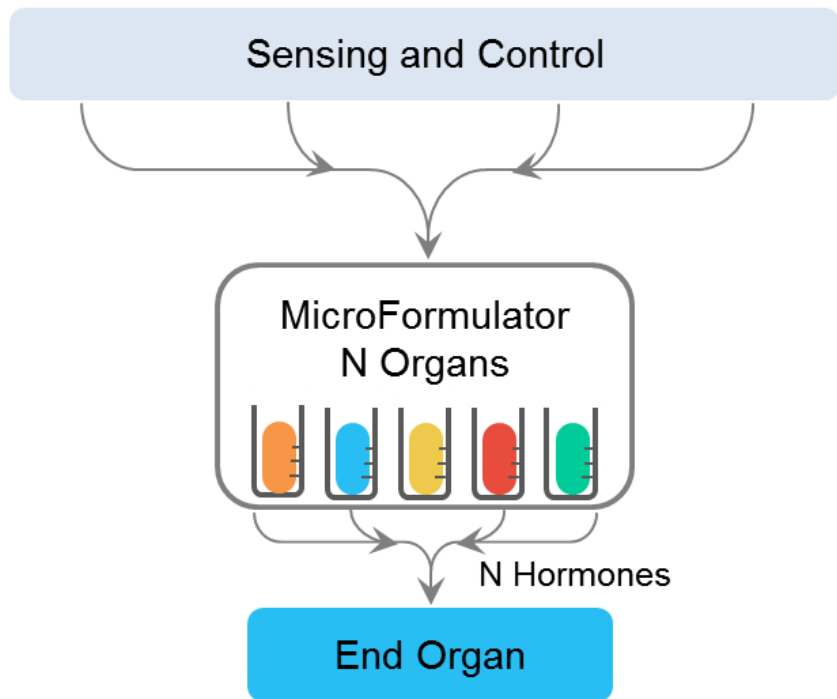 Sensing and Control
MicroFormulator
N Organs
N Hormones
End Organ